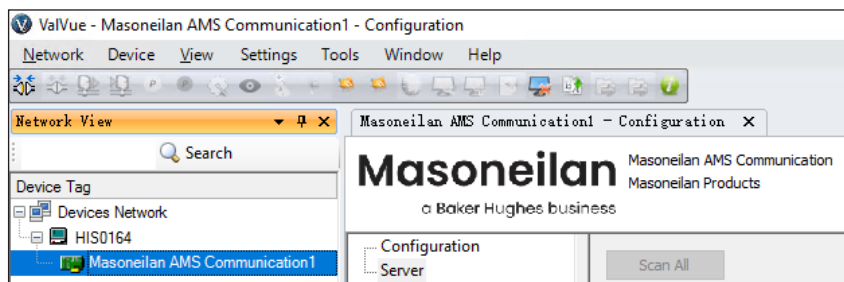 ValVue - Masoneilan AMS Communication1 - Configuration
Network Device View Settings Tools Window Help
Network View
Masoneilan AMS Communication1 - Configuration
Search
Device Tag
Devices Network
HIS0164
Masoneilan AMS Communication1
Masoneilan
a Baker Hughes business
Masoneilan AMS Communication
Masoneilan Products
Configuration
Server
Scan All